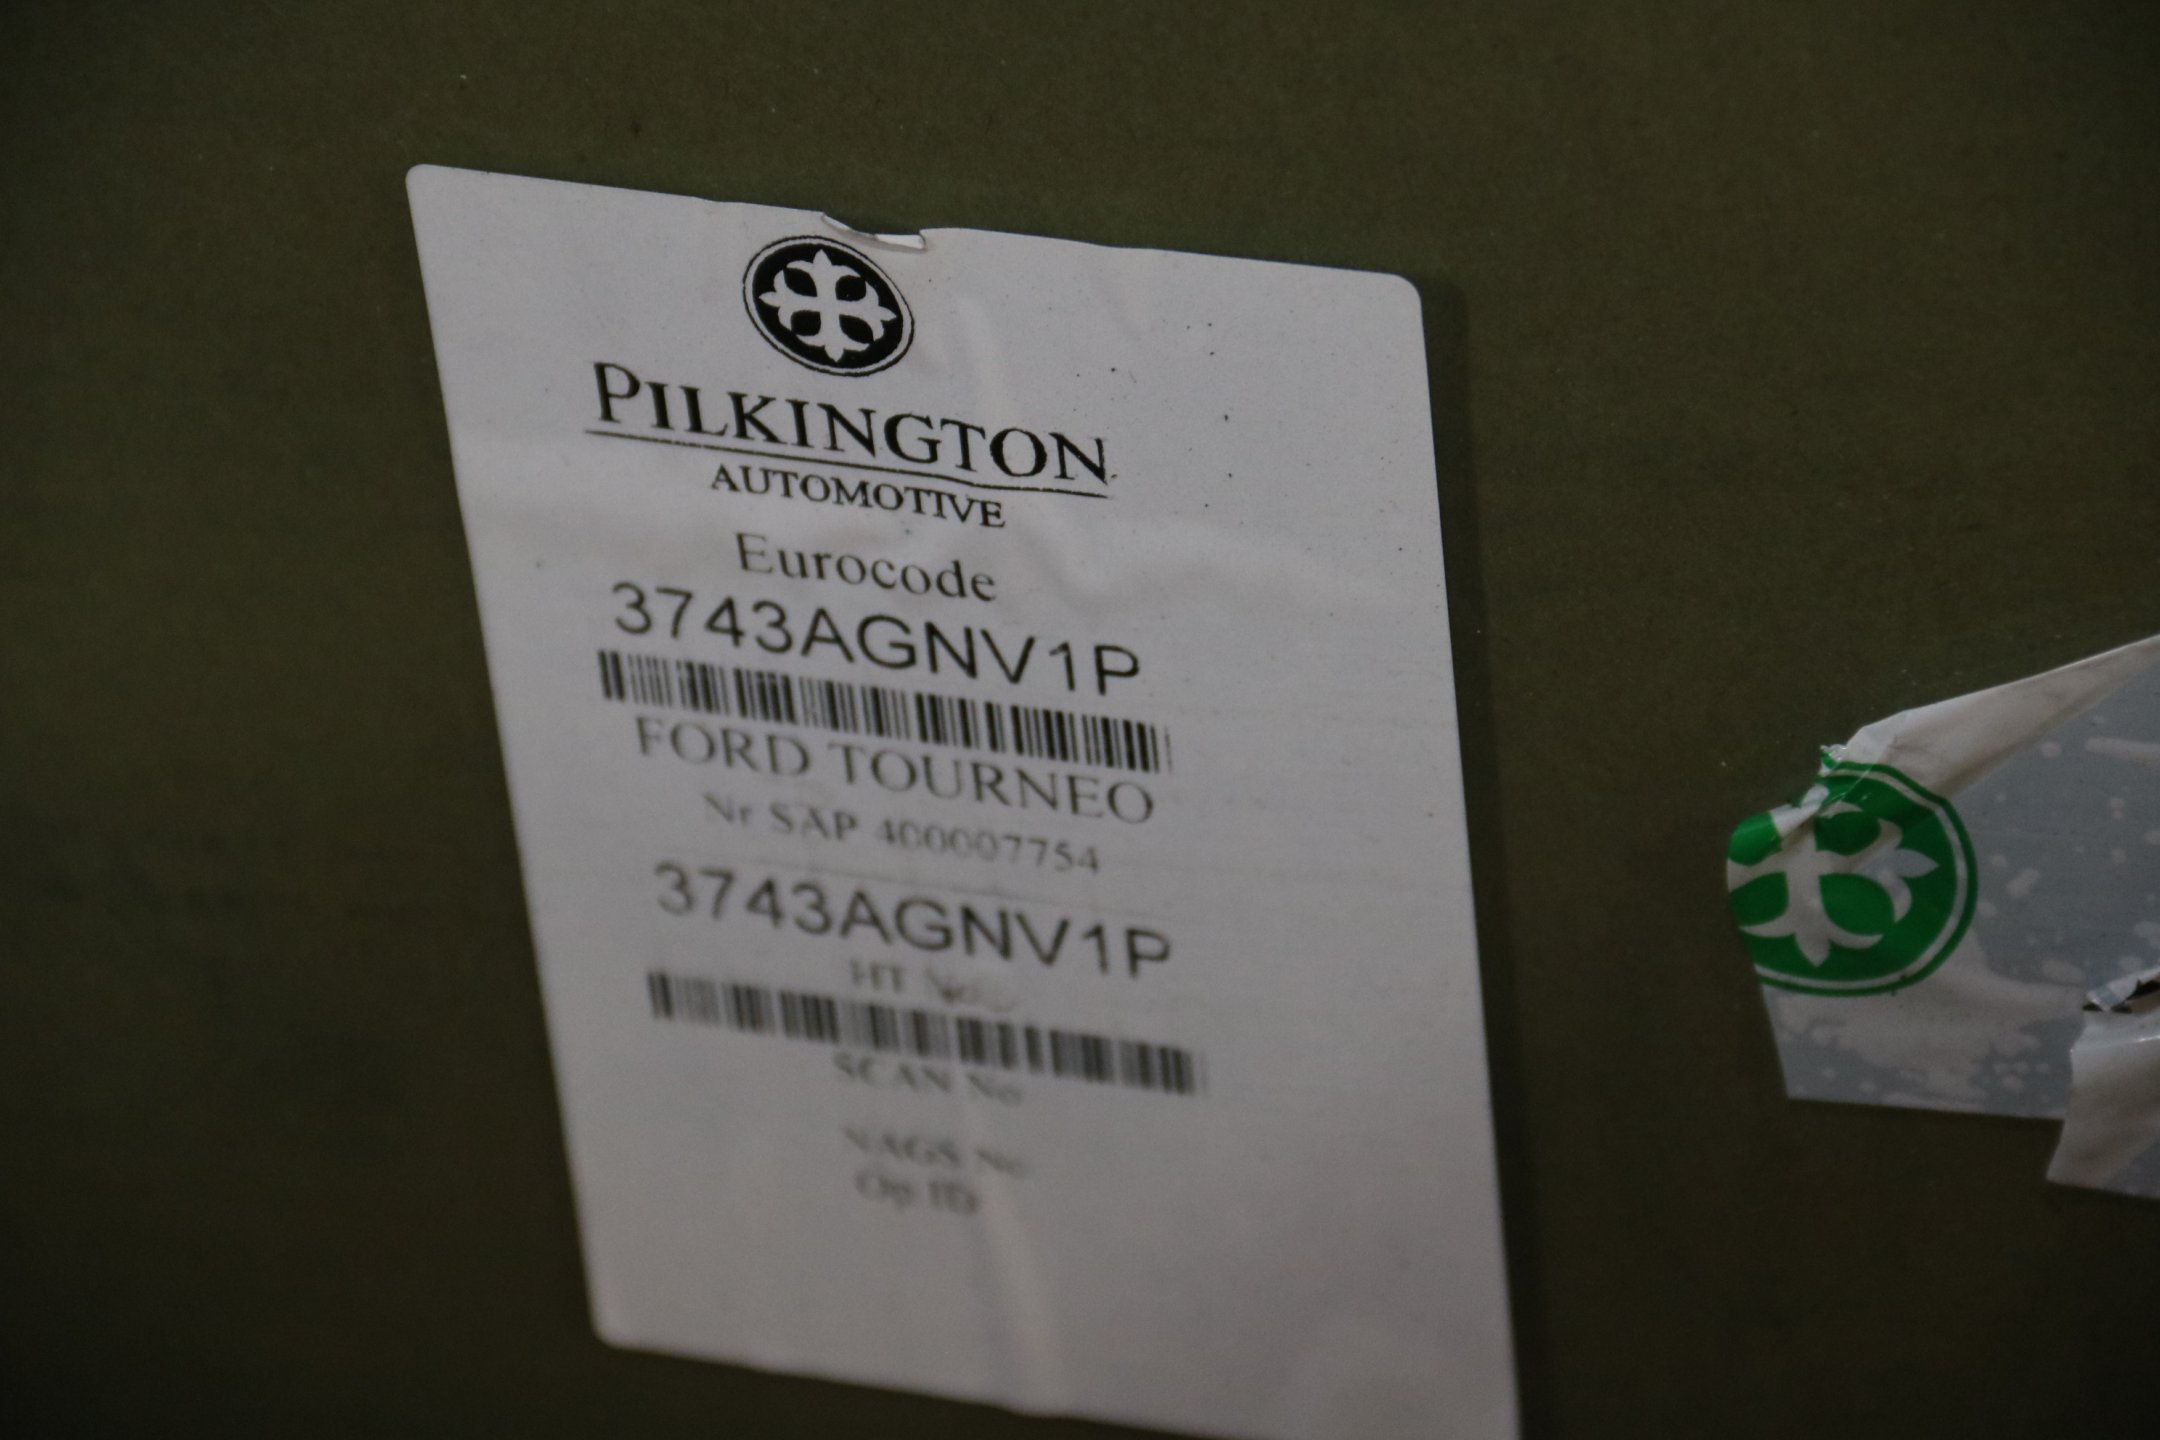 PILKINGTON
AUTOMOTIVE
Eurocode
3743AGNV1P
FORD TOURNEO
Nr SAP 400007754
3743AGNV1P
HT
SCAN No
NAGS No
Op ID